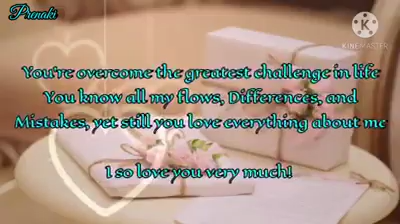 Prenaki
KINEMASTER
You're overcome the greatest challenge in life
You know all my flows, Differences, and
Mistakes, yet still you love everything about me
I so love you very much!